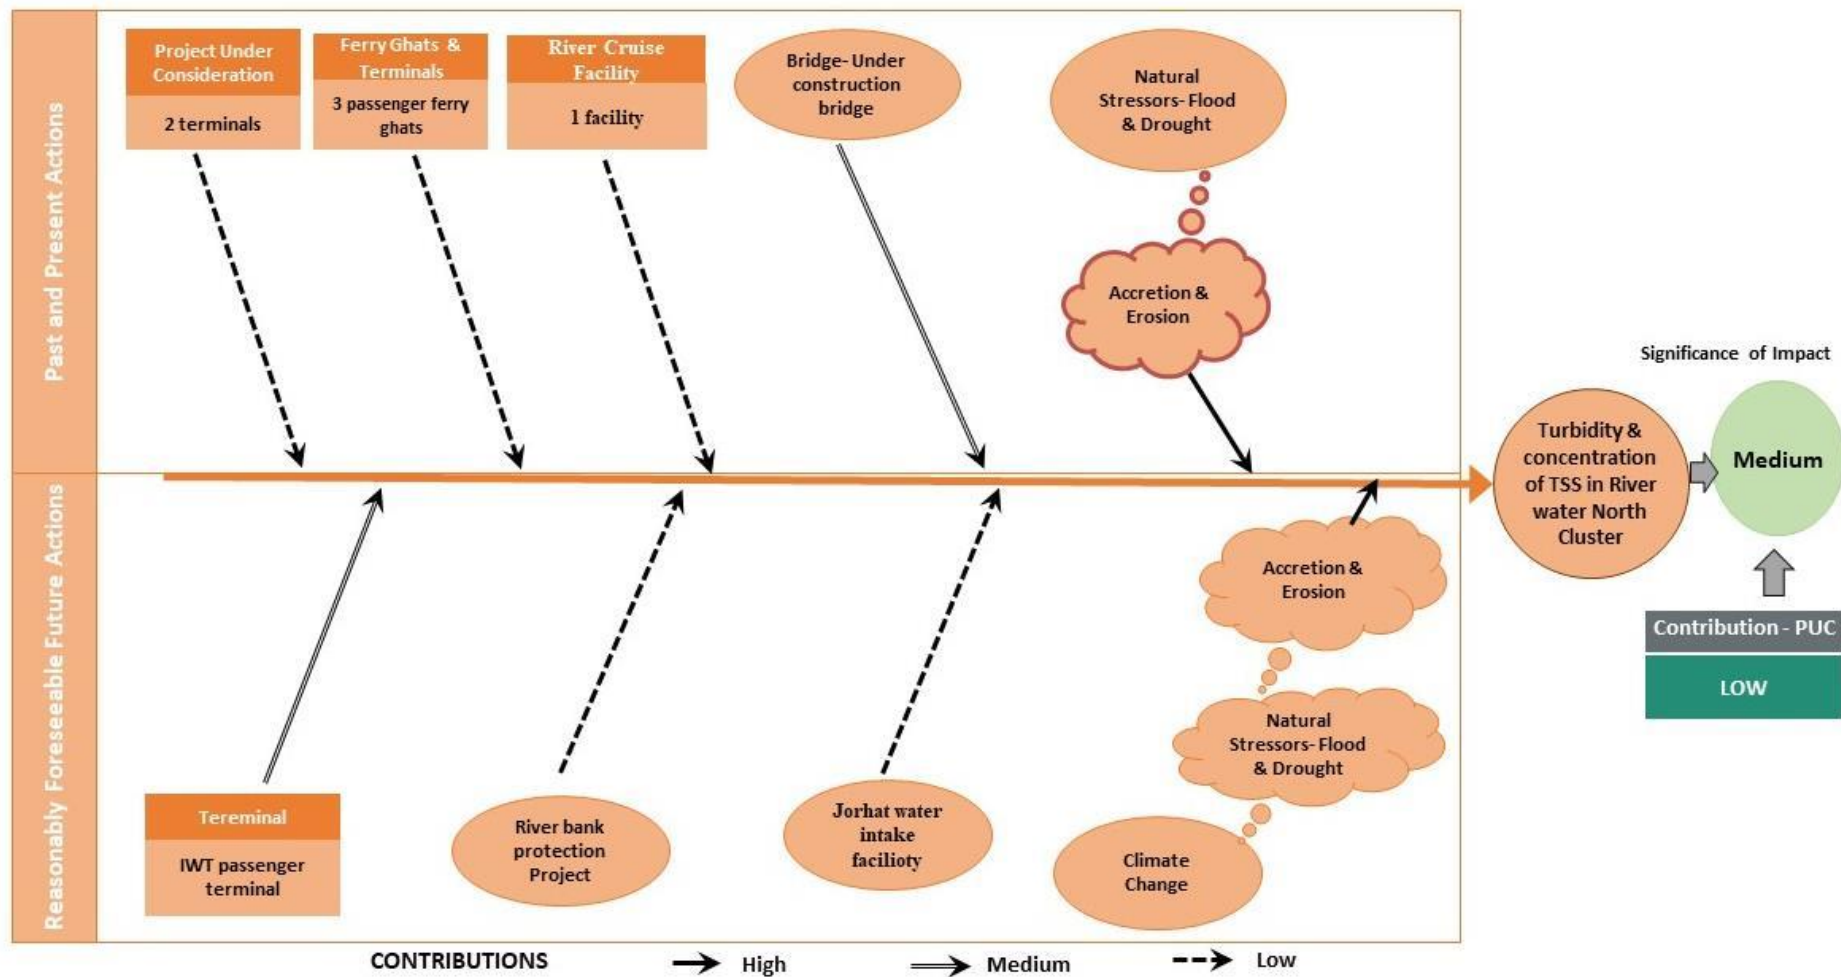 Past and Present Actions
Project Under
Consideration
2 terminals
Ferry Ghats &
Terminals
3 passenger ferry
ghats
River Cruise
Facility
1 facility
Bridge- Under
construction
bridge
Natural
Stressors- Flood
& Drought
Accretion &
Erosion
Reasonably Foreseeable Future Actions
Tereminal
IWT passenger
terminal
River bank
protection
Project
Jorhat water
intake
facilioty
Accretion &
Erosion
Natural
Stressors- Flood
& Drought
Climate
Change
Significance of Impact
Turbidity &
concentration
of TSS in River
water North
Cluster
Medium
Contribution - PUC
LOW
CONTRIBUTIONS
High
Medium
Low